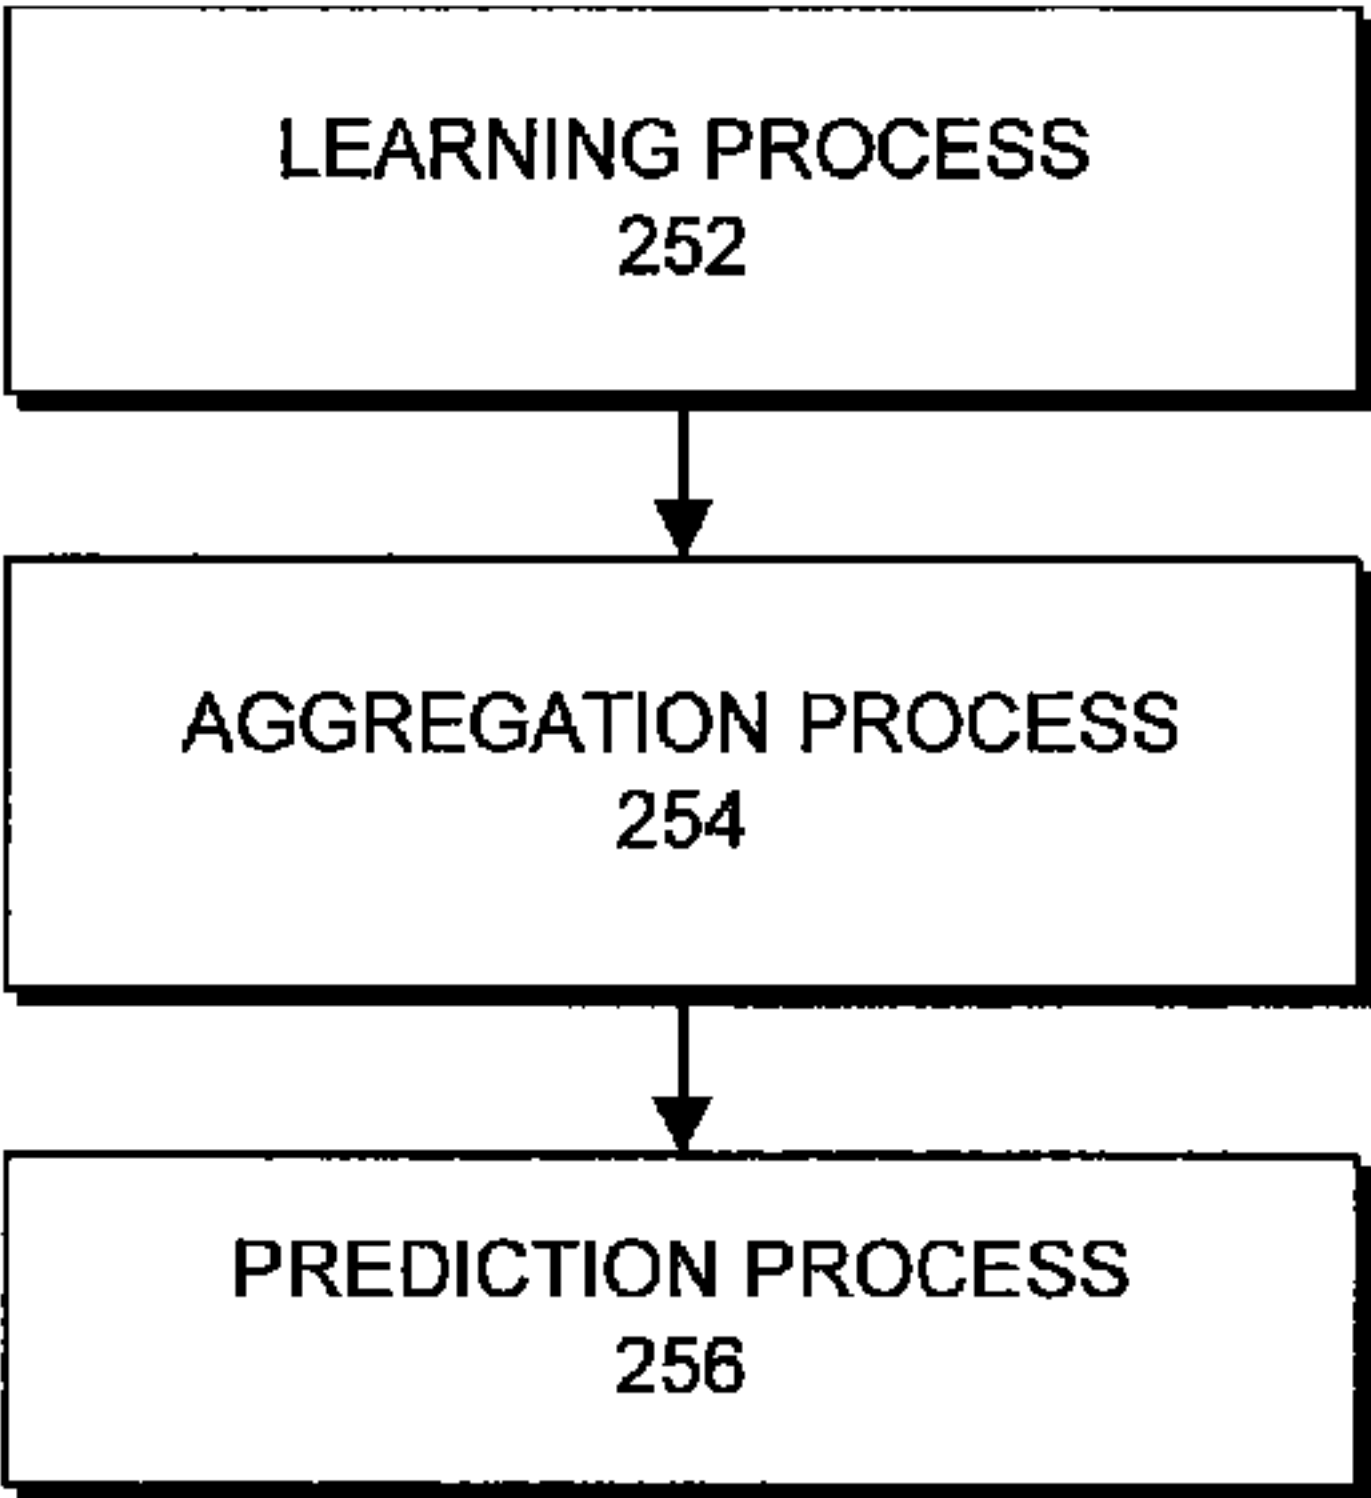 LEARNING PROCESS
252
AGGREGATION PROCESS
254
PREDICTION PROCESS
256